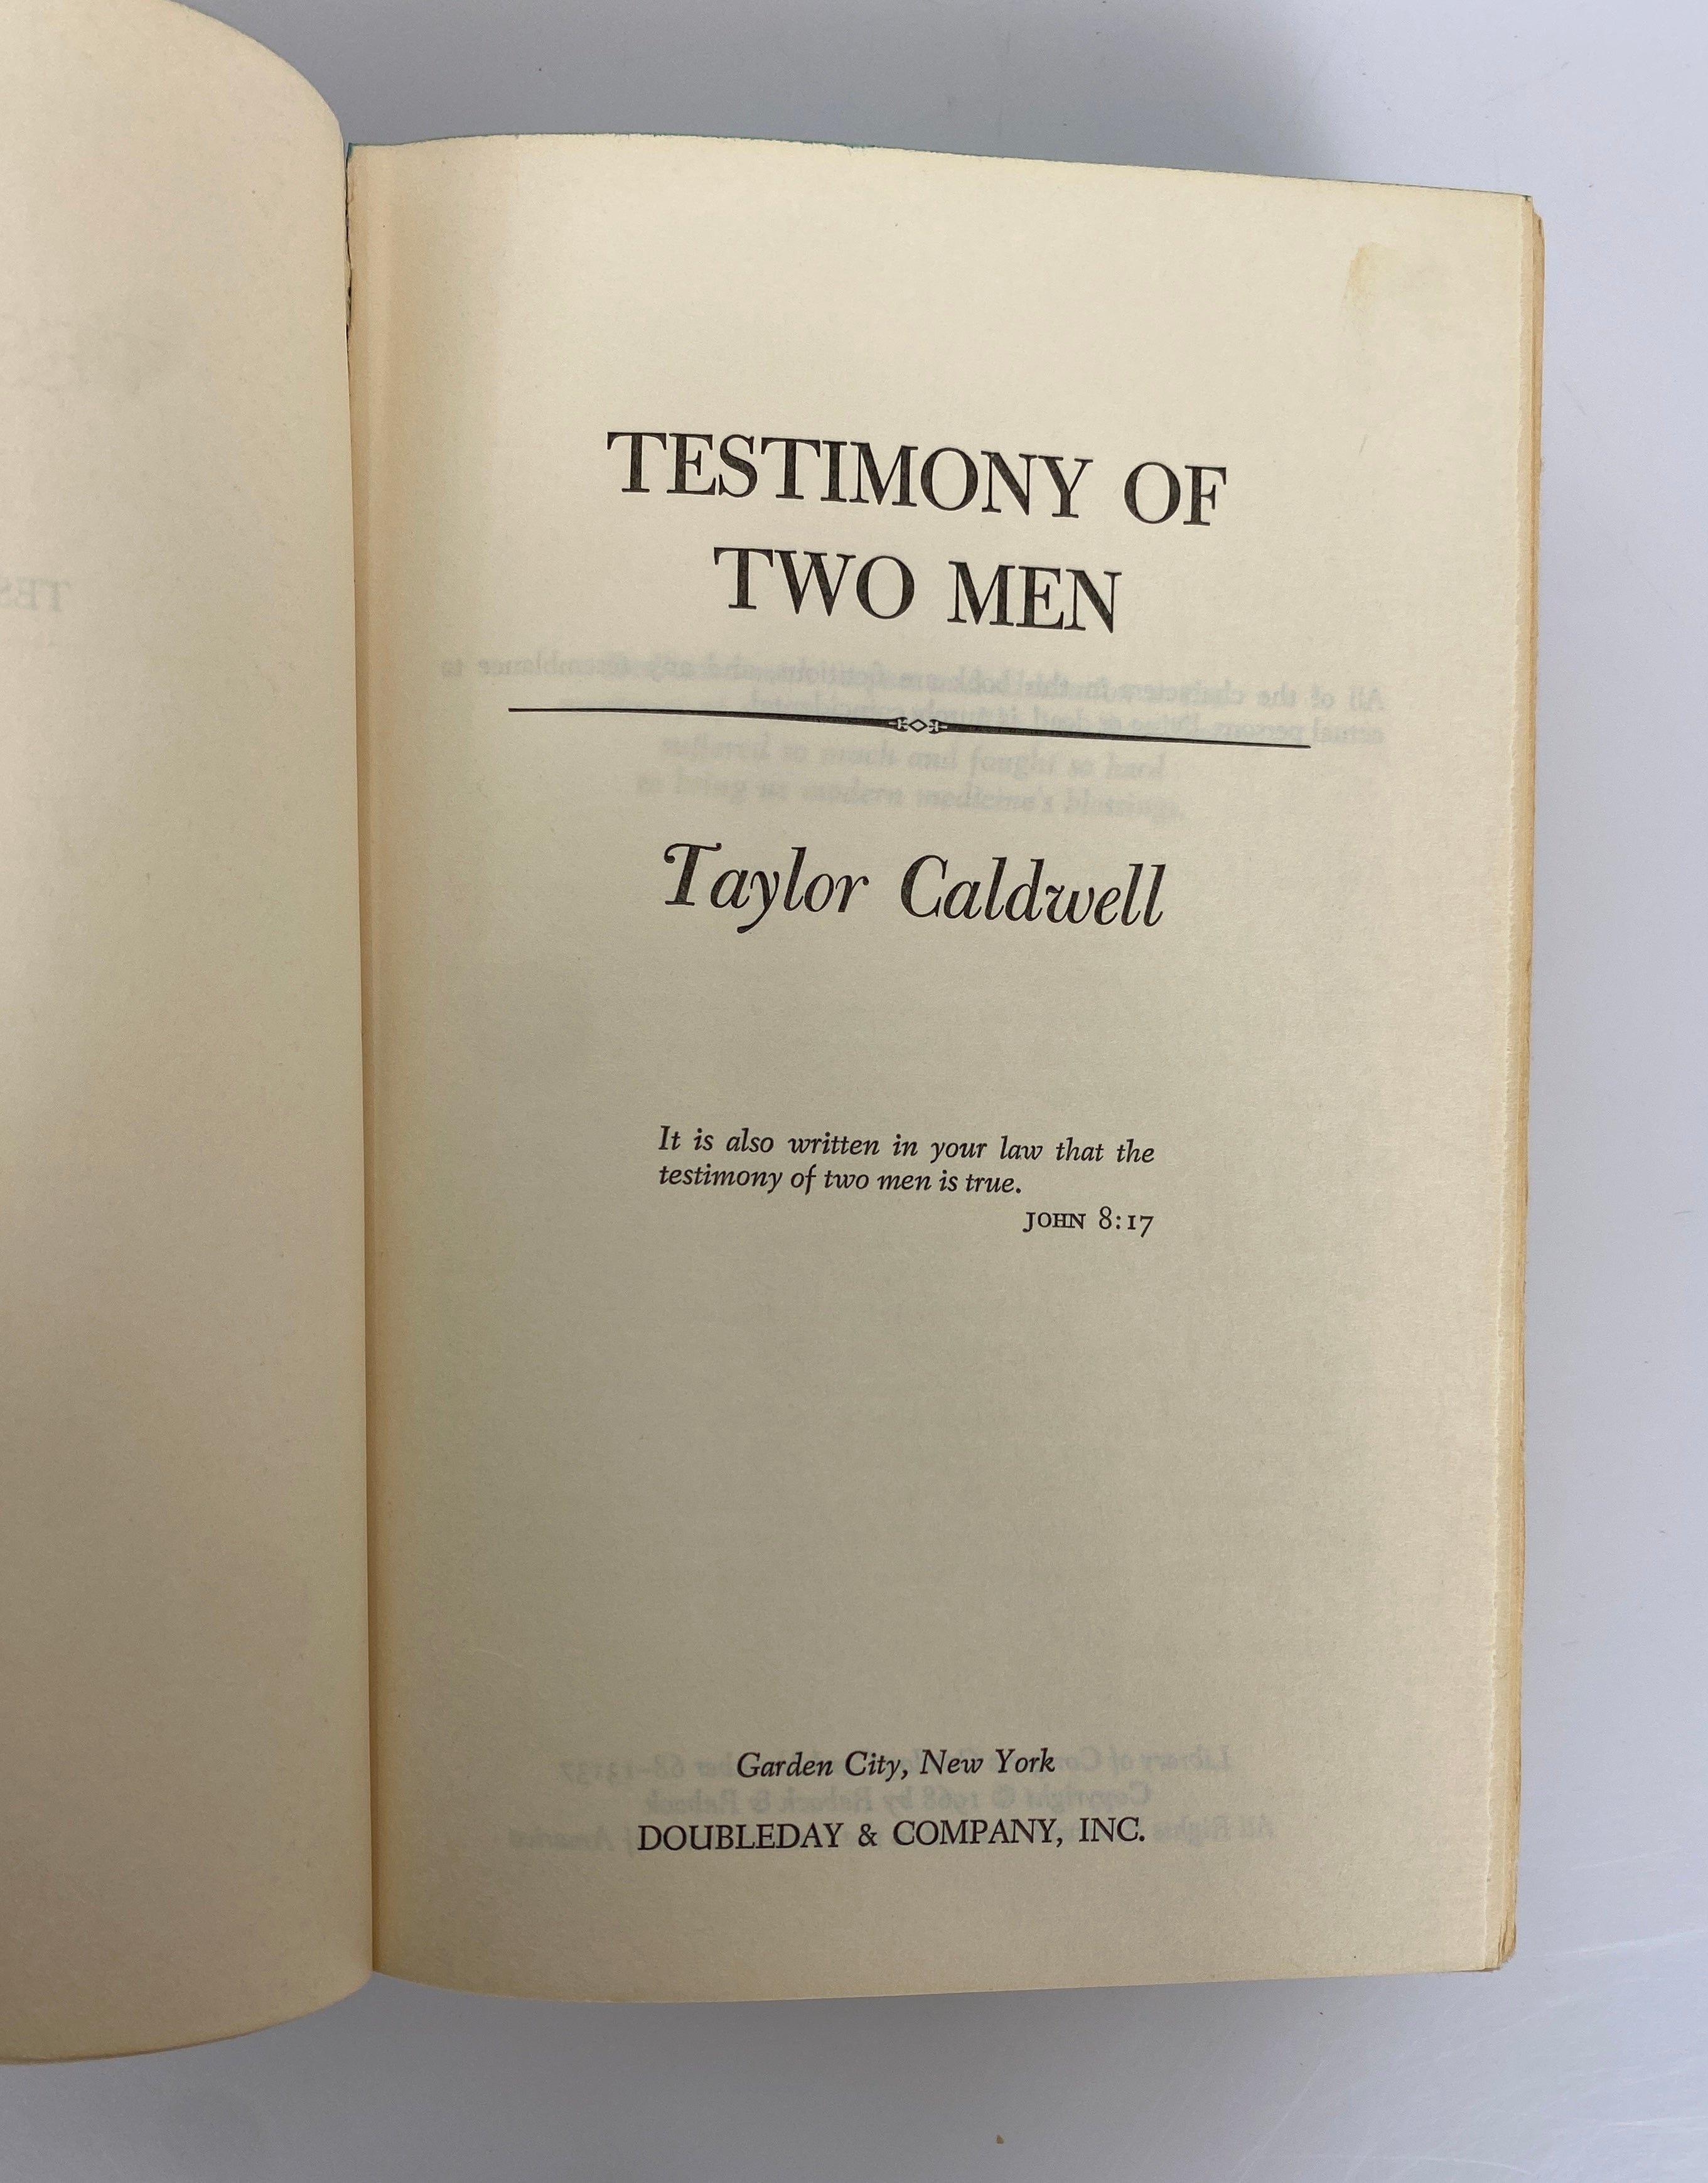 TESTIMONY OF
TWO MEN
Taylor Caldwell
It is also written in your law that the
testimony of two men is true.
JOHN 8:17
Garden City, New York
DOUBLEDAY & COMPANY, INC.